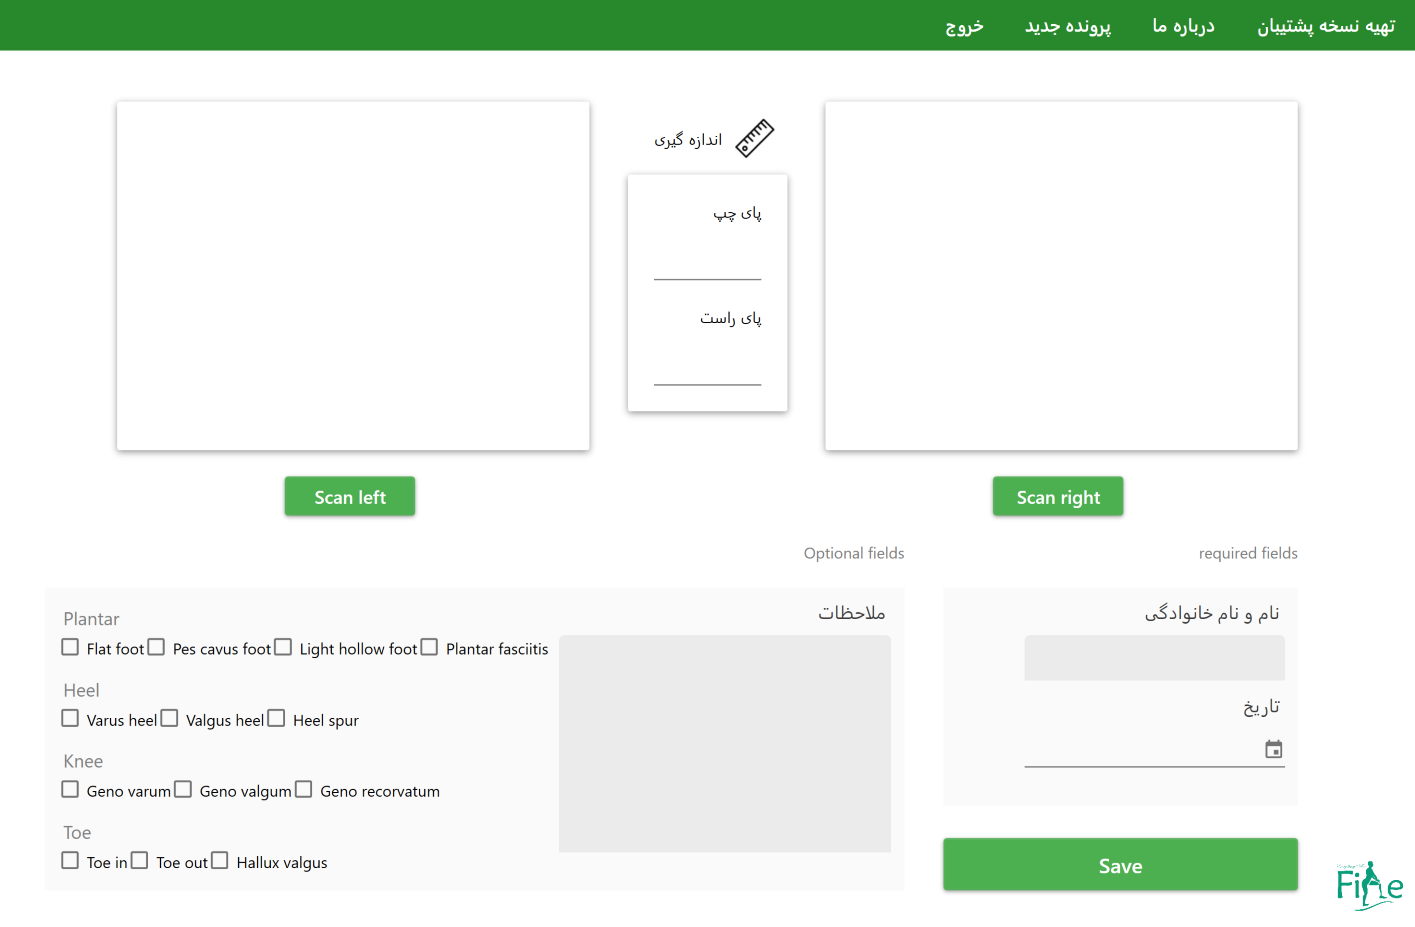 تهیه نسخه پشتیبان
درباره ما
پرونده جدید
خروج
اندازه گیری
پای چپ
پای راست
Scan left
Scan right
Optional fields
required fields
Plantar
Flat foot
Pes cavus foot
Light hollow foot
Plantar fasciitis
Heel
Varus heel
Valgus heel
Heel spur
Knee
Geno varum
Geno valgum
Geno recorvatum
Toe
Toe in
Toe out
Hallux valgus
ملاحظات
نام و نام خانوادگی
تاریخ
Save